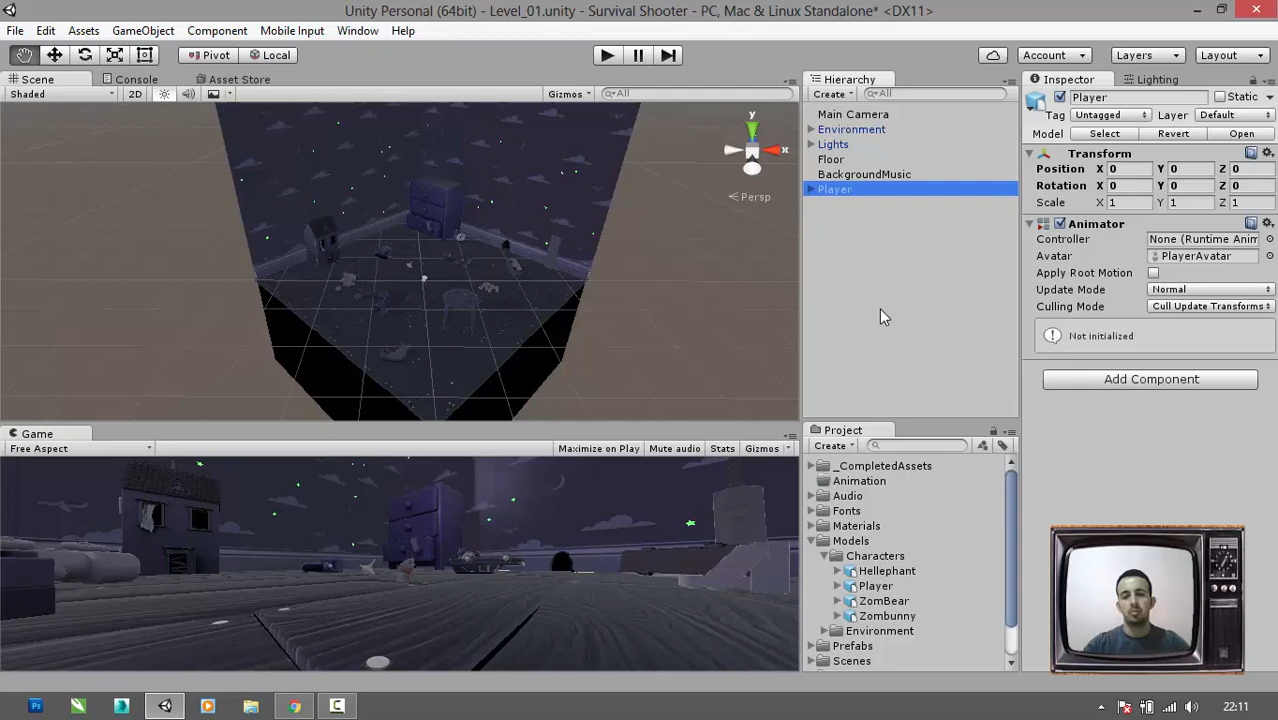 Unity Personal (64bit) - Level_01.unity - Survival Shooter - PC, Mac & Linux Standalone* <DX11>
File Edit Assets GameObject Component Mobile Input Window Help
Pivot Local Account Layers Layout
Scene Console Asset Store
Shaded 2D Gizmos All
y
x
Persp
Hierarchy
Create All
Main Camera
Environment
Lights
Floor
BackgroundMusic
Player
Inspector Lighting
Player Static
Tag Untagged Layer Default
Model Select Revert Open
Transform
Position X 0 Y 0 Z 0
Rotation X 0 Y 0 Z 0
Scale X 1 Y 1 Z 1
Animator
Controller None (Runtime Anim
Avatar PlayerAvatar
Apply Root Motion
Update Mode Normal
Culling Mode Cull Update Transforms
Not initialized
Add Component
Game
Free Aspect Maximize on Play Mute audio Stats Gizmos
Project
Create
_CompletedAssets
Animation
Audio
Fonts
Materials
Models
Characters
Hellephant
Player
ZomBear
Zombunny
Environment
Prefabs
Scenes
Ps
22:11